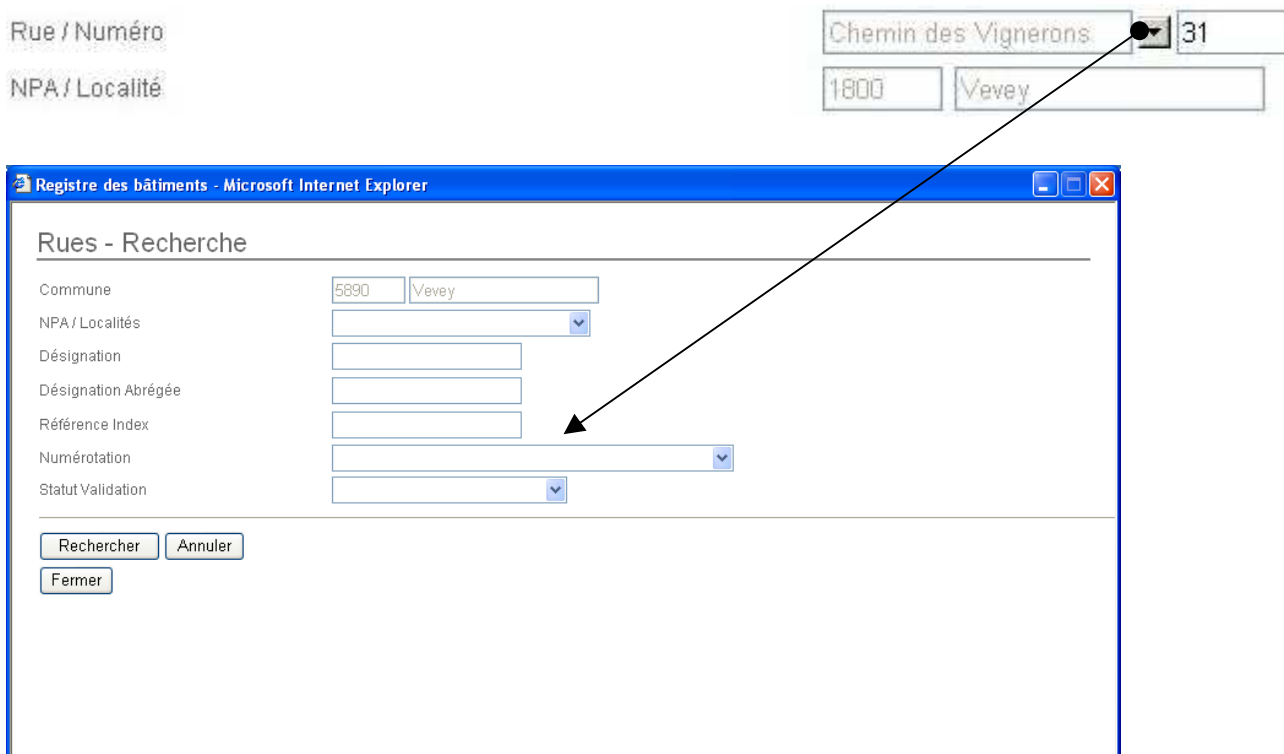 Rue / Numéro Chemin des Vignerons 31
NPA / Localité 1800 Vevey
Registre des bâtiments - Microsoft Internet Explorer
Rues - Recherche
Commune 5890 Vevey
NPA / Localités
Désignation
Désignation Abrégée
Référence Index
Numérotation
Statut Validation
Rechercher Annuler
Fermer